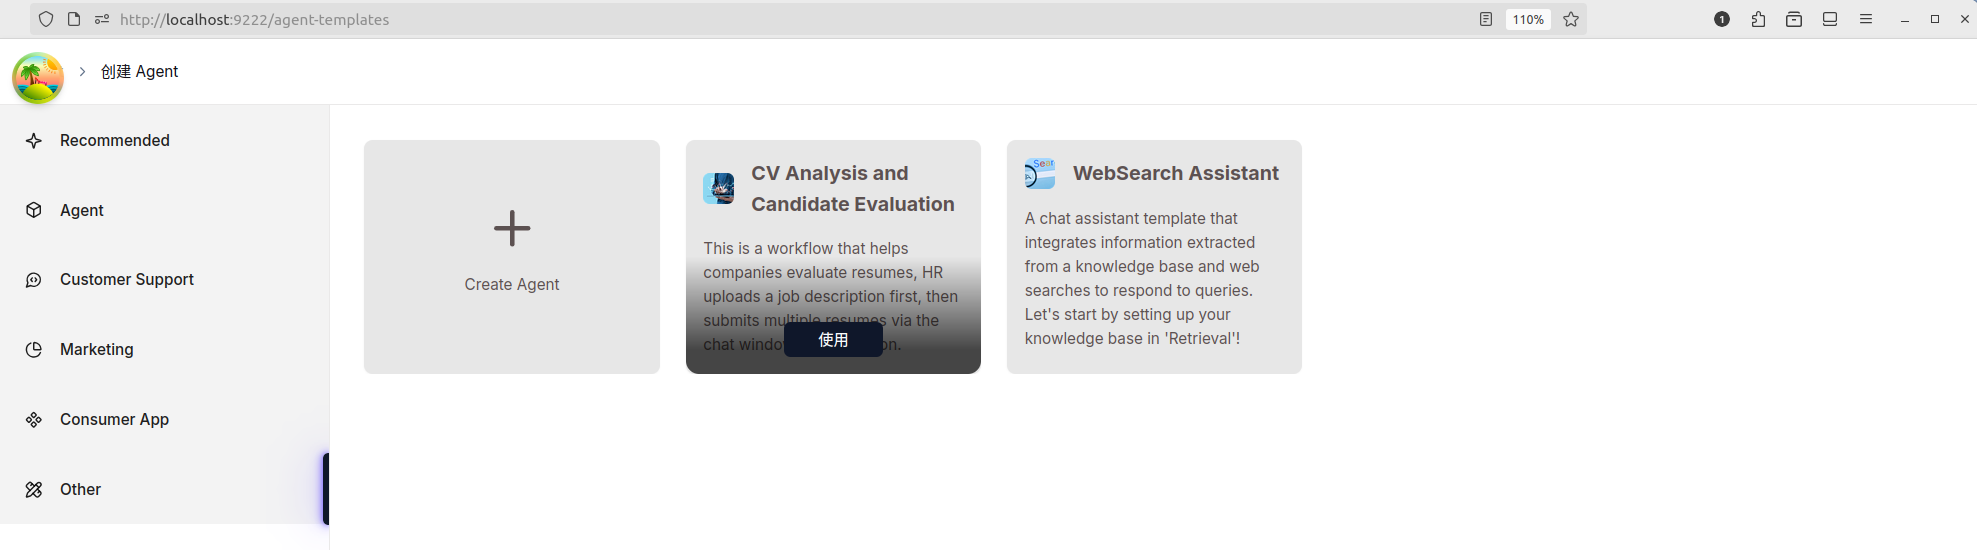 http://localhost:9222/agent-templates
110%
1
创建 Agent
Recommended
Agent
Customer Support
Marketing
Consumer App
Other
Create Agent
CV Analysis and
Candidate Evaluation
This is a workflow that helps
companies evaluate resumes, HR
uploads a job description first, then
submits multiple resumes via the
chat windo
on.
使用
WebSearch Assistant
A chat assistant template that
integrates information extracted
from a knowledge base and web
searches to respond to queries.
Let's start by setting up your
knowledge base in 'Retrieval'!